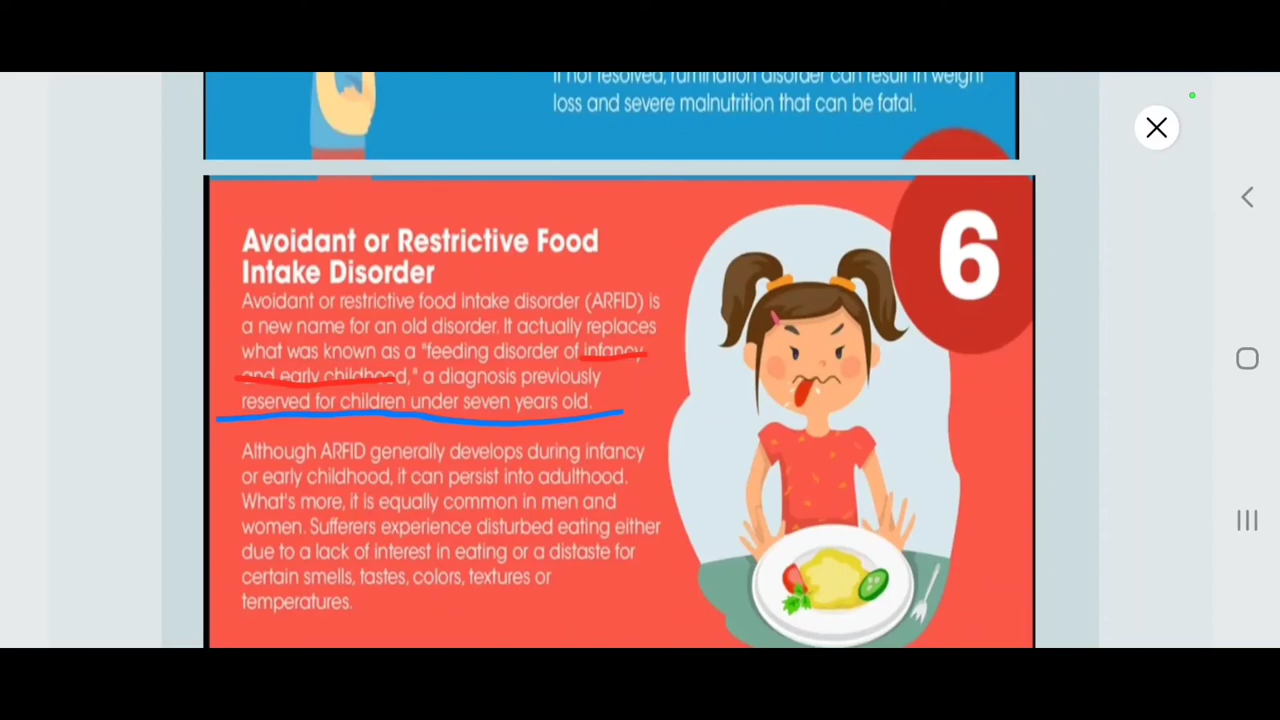 If not resolved, rumination disorder can result in weight
loss and severe malnutrition that can be fatal.
6
Avoidant or Restrictive Food
Intake Disorder
Avoidant or restrictive food intake disorder (ARFID) is
a new name for an old disorder. It actually replaces
what was known as a "feeding disorder of infancy
and early childhood," a diagnosis previously
reserved for children under seven years old.
Although ARFID generally develops during infancy
or early childhood, it can persist into adulthood.
What's more, it is equally common in men and
women. Sufferers experience disturbed eating either
due to a lack of interest in eating or a distaste for
certain smells, tastes, colors, textures or
temperatures.